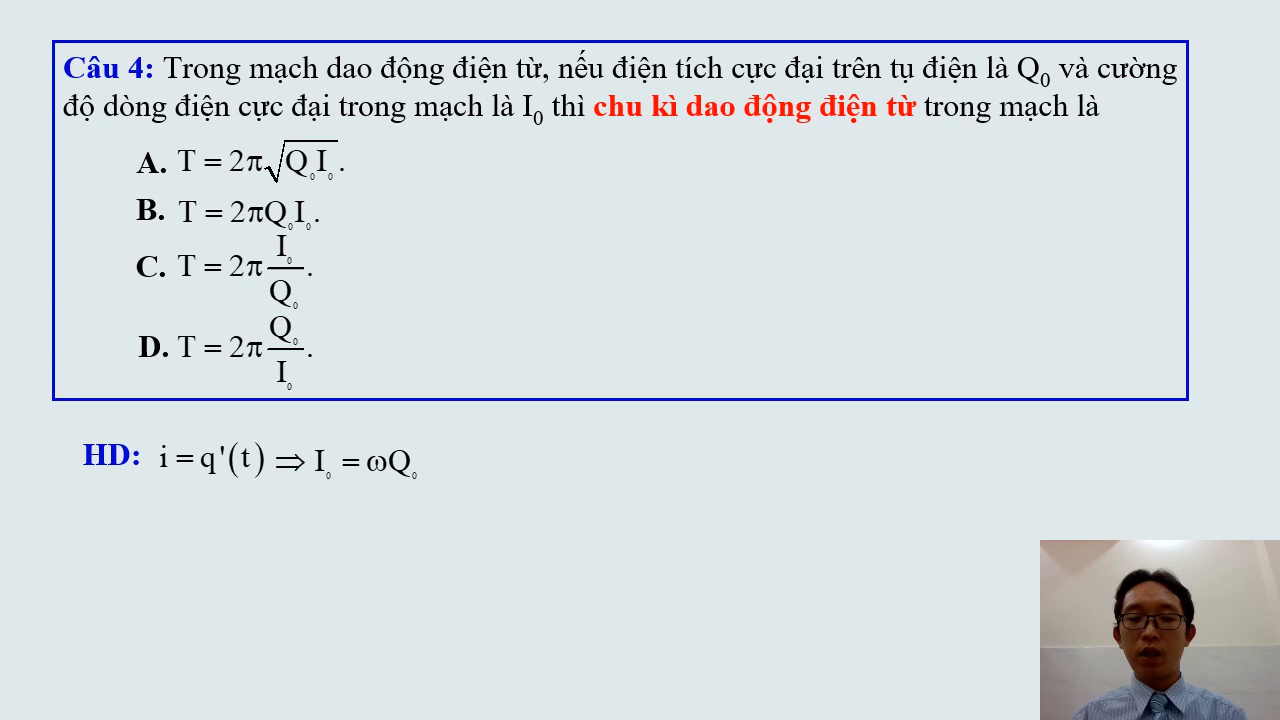 Câu 4: Trong mạch dao động điện từ, nếu điện tích cực đại trên tụ điện là Q₀ và cường
độ dòng điện cực đại trong mạch là I₀ thì chu kì dao động điện từ trong mạch là
A. T = 2π√(Q₀I₀).
B. T = 2πQ₀I₀.
C. T = 2π I₀/Q₀.
D. T = 2π Q₀/I₀.
HD: i = q'(t) ⇒ I₀ = ωQ₀